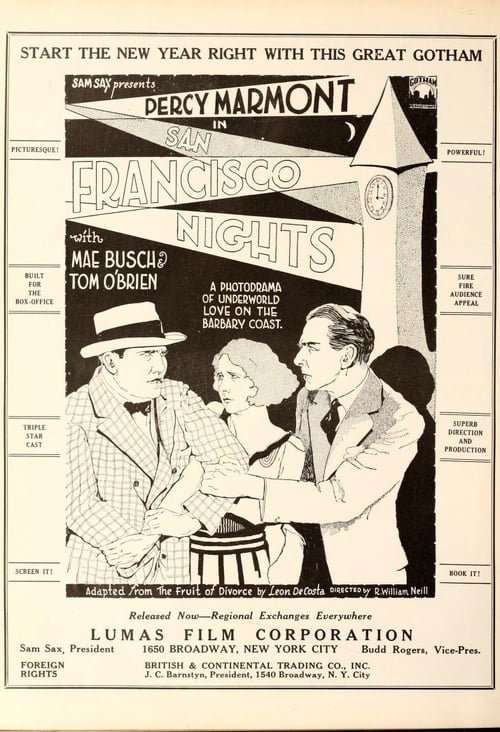 START THE NEW YEAR RIGHT WITH THIS GREAT GOTHAM
SAM SAX presents
GOTHAM
PRODUCTIONS
PERCY MARMONT
IN
SAN
FRANCISCO
NIGHTS
with
MAE BUSCH &
TOM O'BRIEN
A PHOTODRAMA
OF UNDERWORLD
LOVE ON THE
BARBARY COAST.
PICTURESQUE!
BUILT
FOR
THE
BOX-OFFICE
TRIPLE
STAR
CAST
SCREEN IT!
POWERFUL!
SURE
FIRE
AUDIENCE
APPEAL
SUPERB
DIRECTION
AND
PRODUCTION
BOOK IT!
Adapted from The Fruit of Divorce by Leon DeCosta DIRECTED by R.William Neill
Released Now—Regional Exchanges Everywhere
LUMAS FILM CORPORATION
Sam Sax, President 1650 BROADWAY, NEW YORK CITY Budd Rogers, Vice-Pres.
FOREIGN RIGHTS
BRITISH & CONTINENTAL TRADING CO., INC.
J. C. Barnstyn, President, 1540 Broadway, N. Y. City